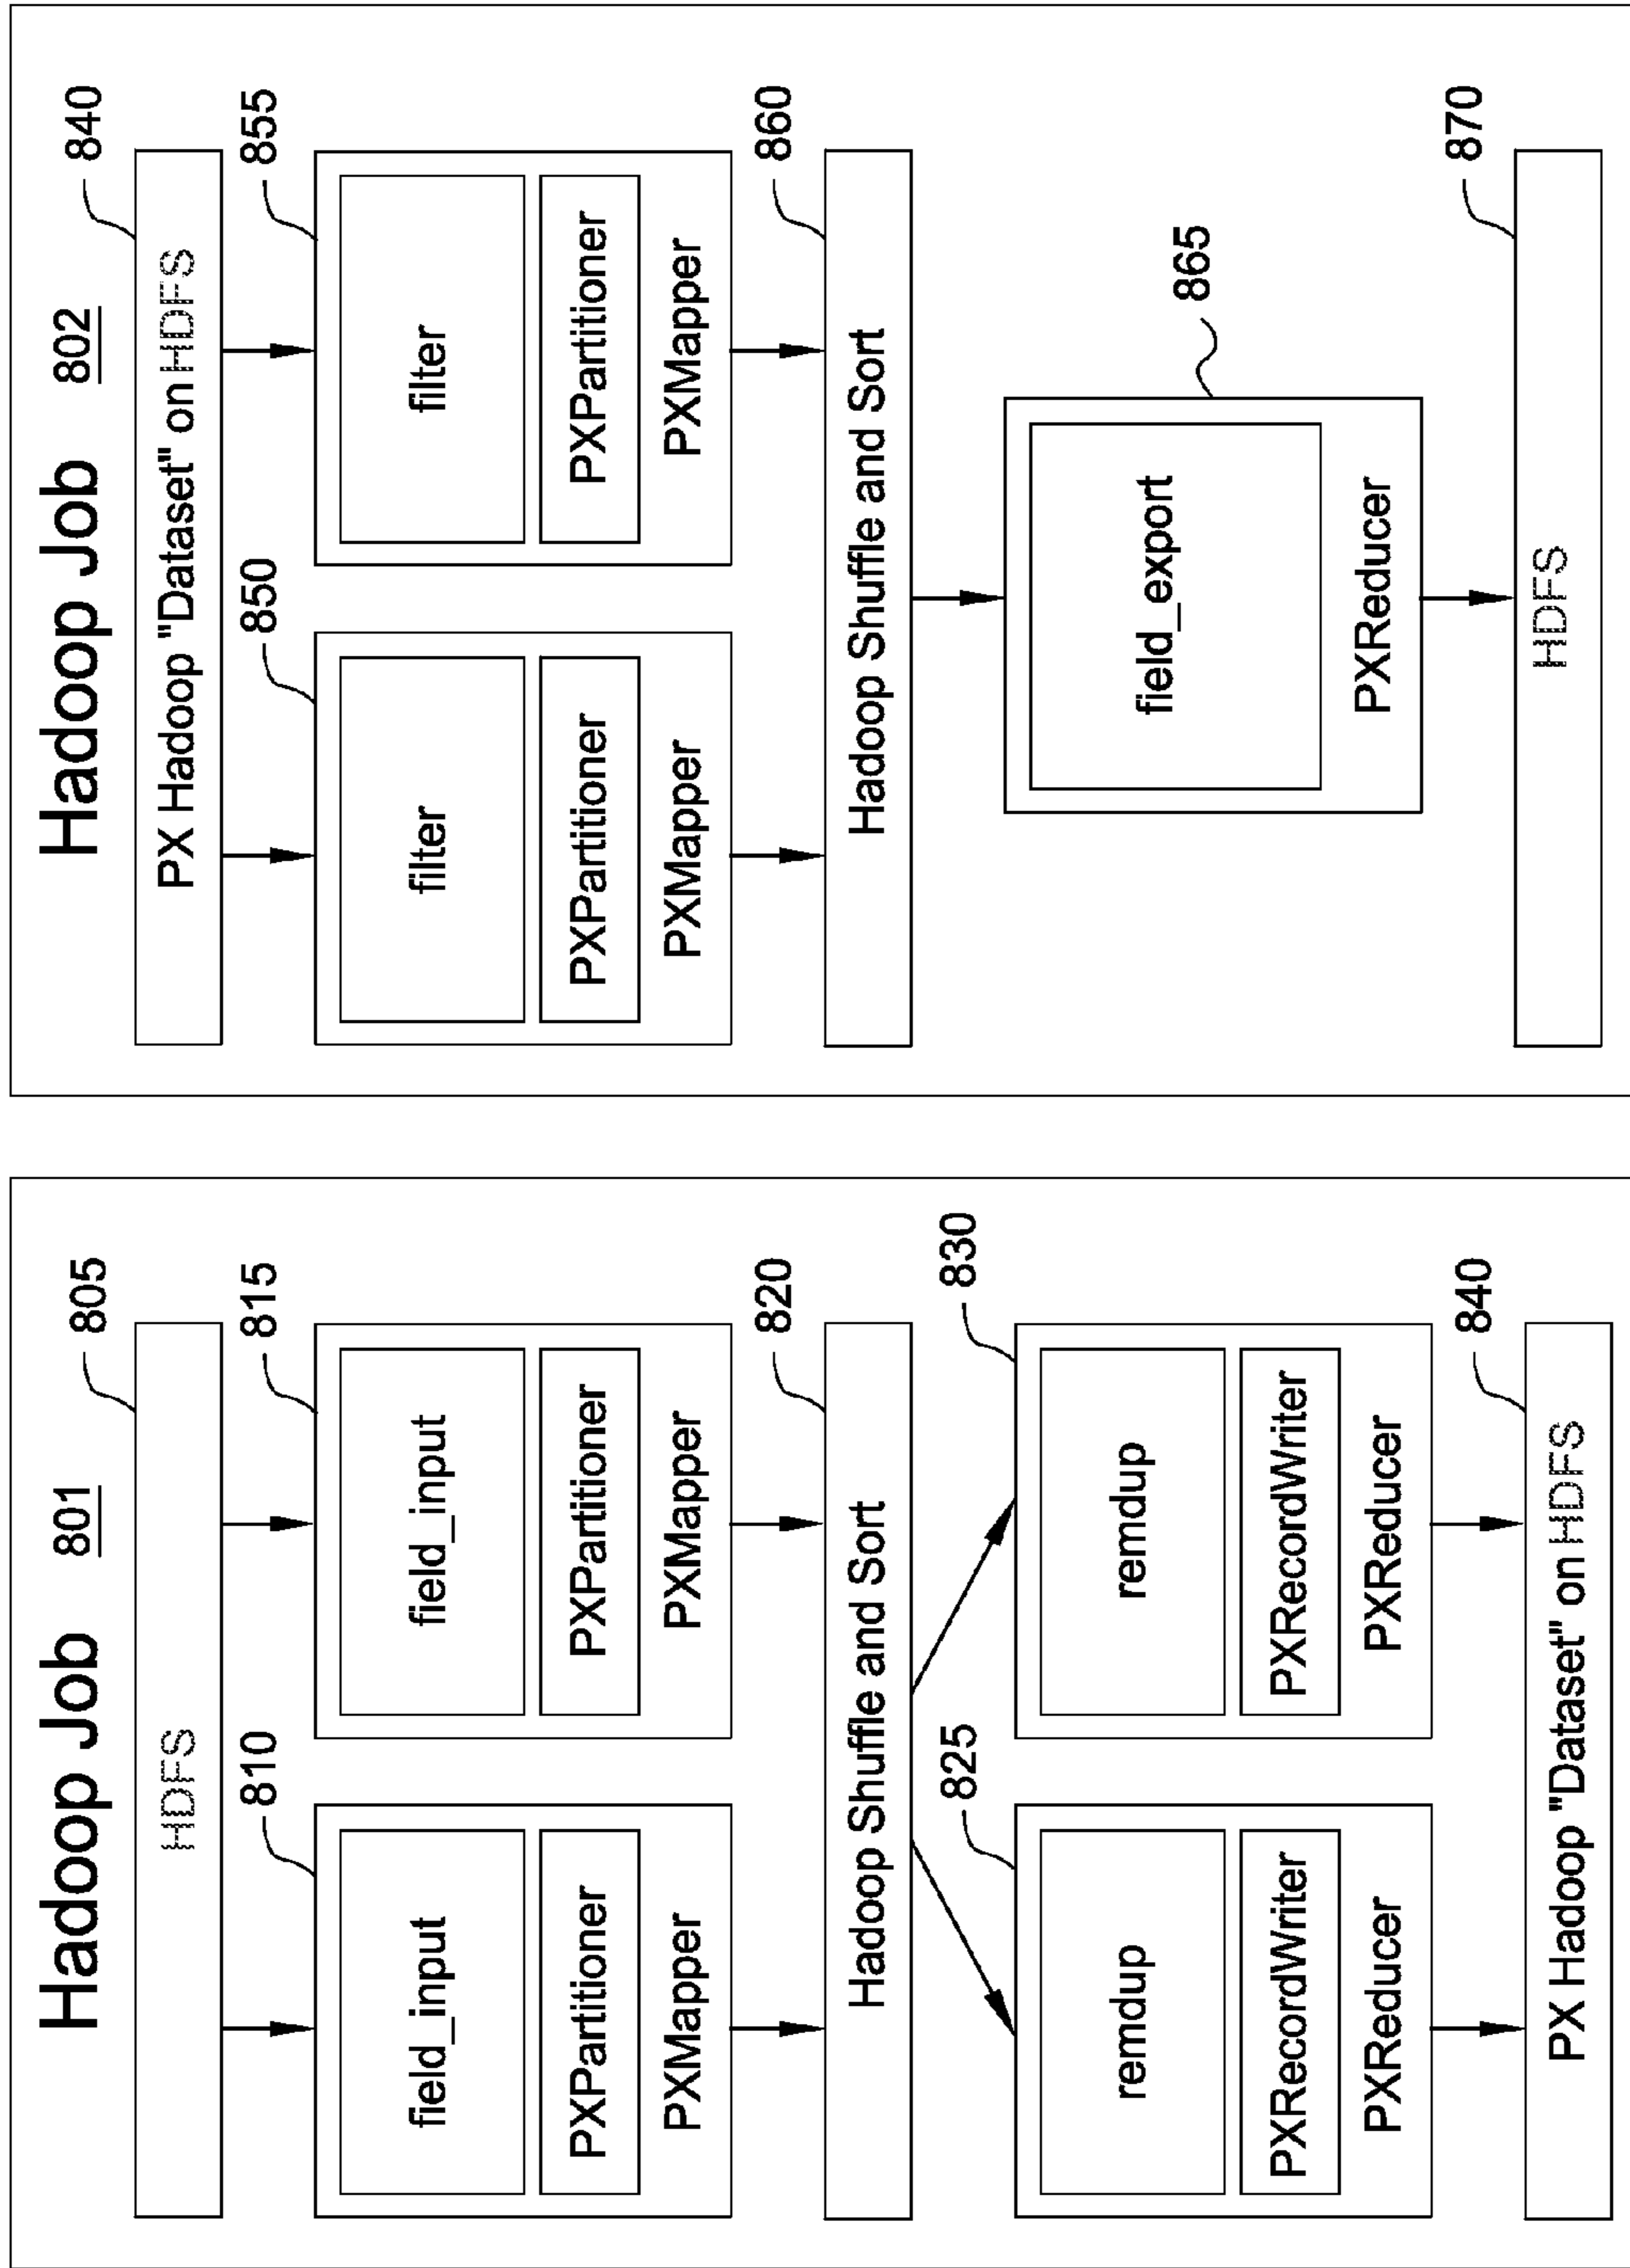 Hadoop Job 801
805
HDFS
810
815
field_input
field_input
PXPartitioner
PXPartitioner
PXMapper
PXMapper
820
Hadoop Shuffle and Sort
825
830
remdup
remdup
PXRecordWriter
PXRecordWriter
PXReducer
PXReducer
840
PX Hadoop "Dataset" on HDFS
Hadoop Job 802
840
PX Hadoop "Dataset" on HDFS
850
855
filter
filter
PXPartitioner
PXPartitioner
PXMapper
PXMapper
860
Hadoop Shuffle and Sort
865
field_export
PXReducer
870
HDFS